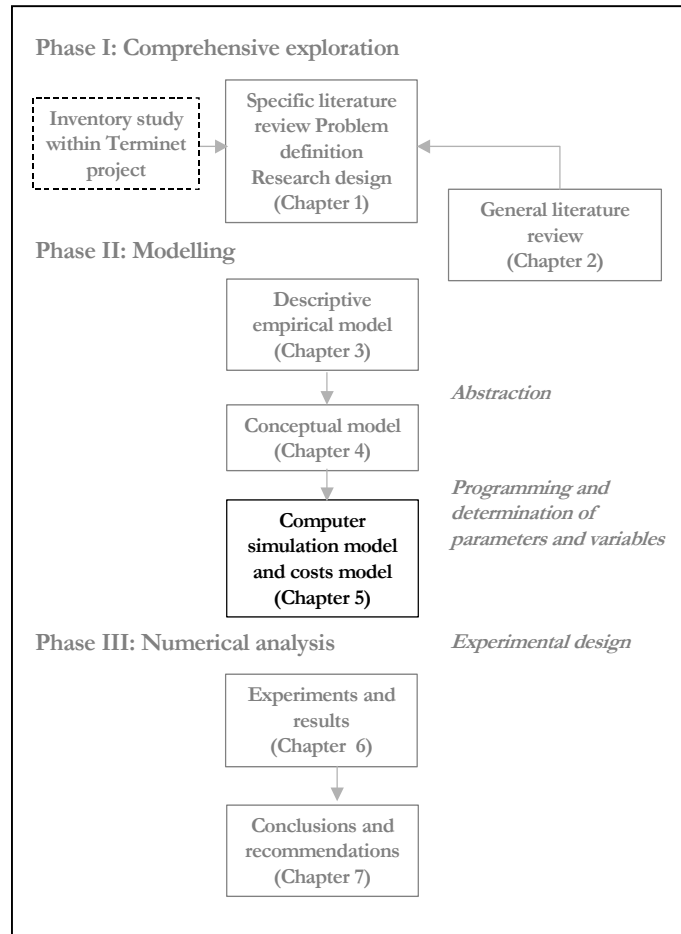 Phase I: Comprehensive exploration
Inventory study
within Terminet
project
Specific literature
review Problem
definition
Research design
(Chapter 1)
General literature
review
(Chapter 2)
Phase II: Modelling
Descriptive
empirical model
(Chapter 3)
Abstraction
Conceptual model
(Chapter 4)
Programming and
determination of
parameters and variables
Computer
simulation model
and costs model
(Chapter 5)
Phase III: Numerical analysis
Experimental design
Experiments and
results
(Chapter 6)
Conclusions and
recommendations
(Chapter 7)